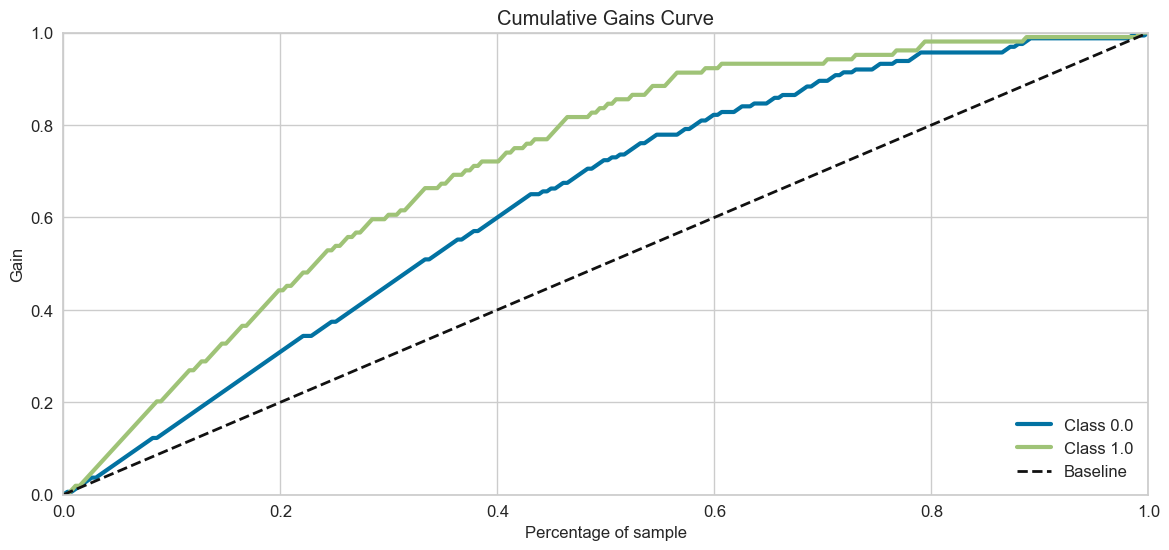 Cumulative Gains Curve
1.0
0.8
0.6
0.4
0.2
0.0
Gain
0.0 0.2 0.4 0.6 0.8 1.0
Percentage of sample
Class 0.0
Class 1.0
Baseline